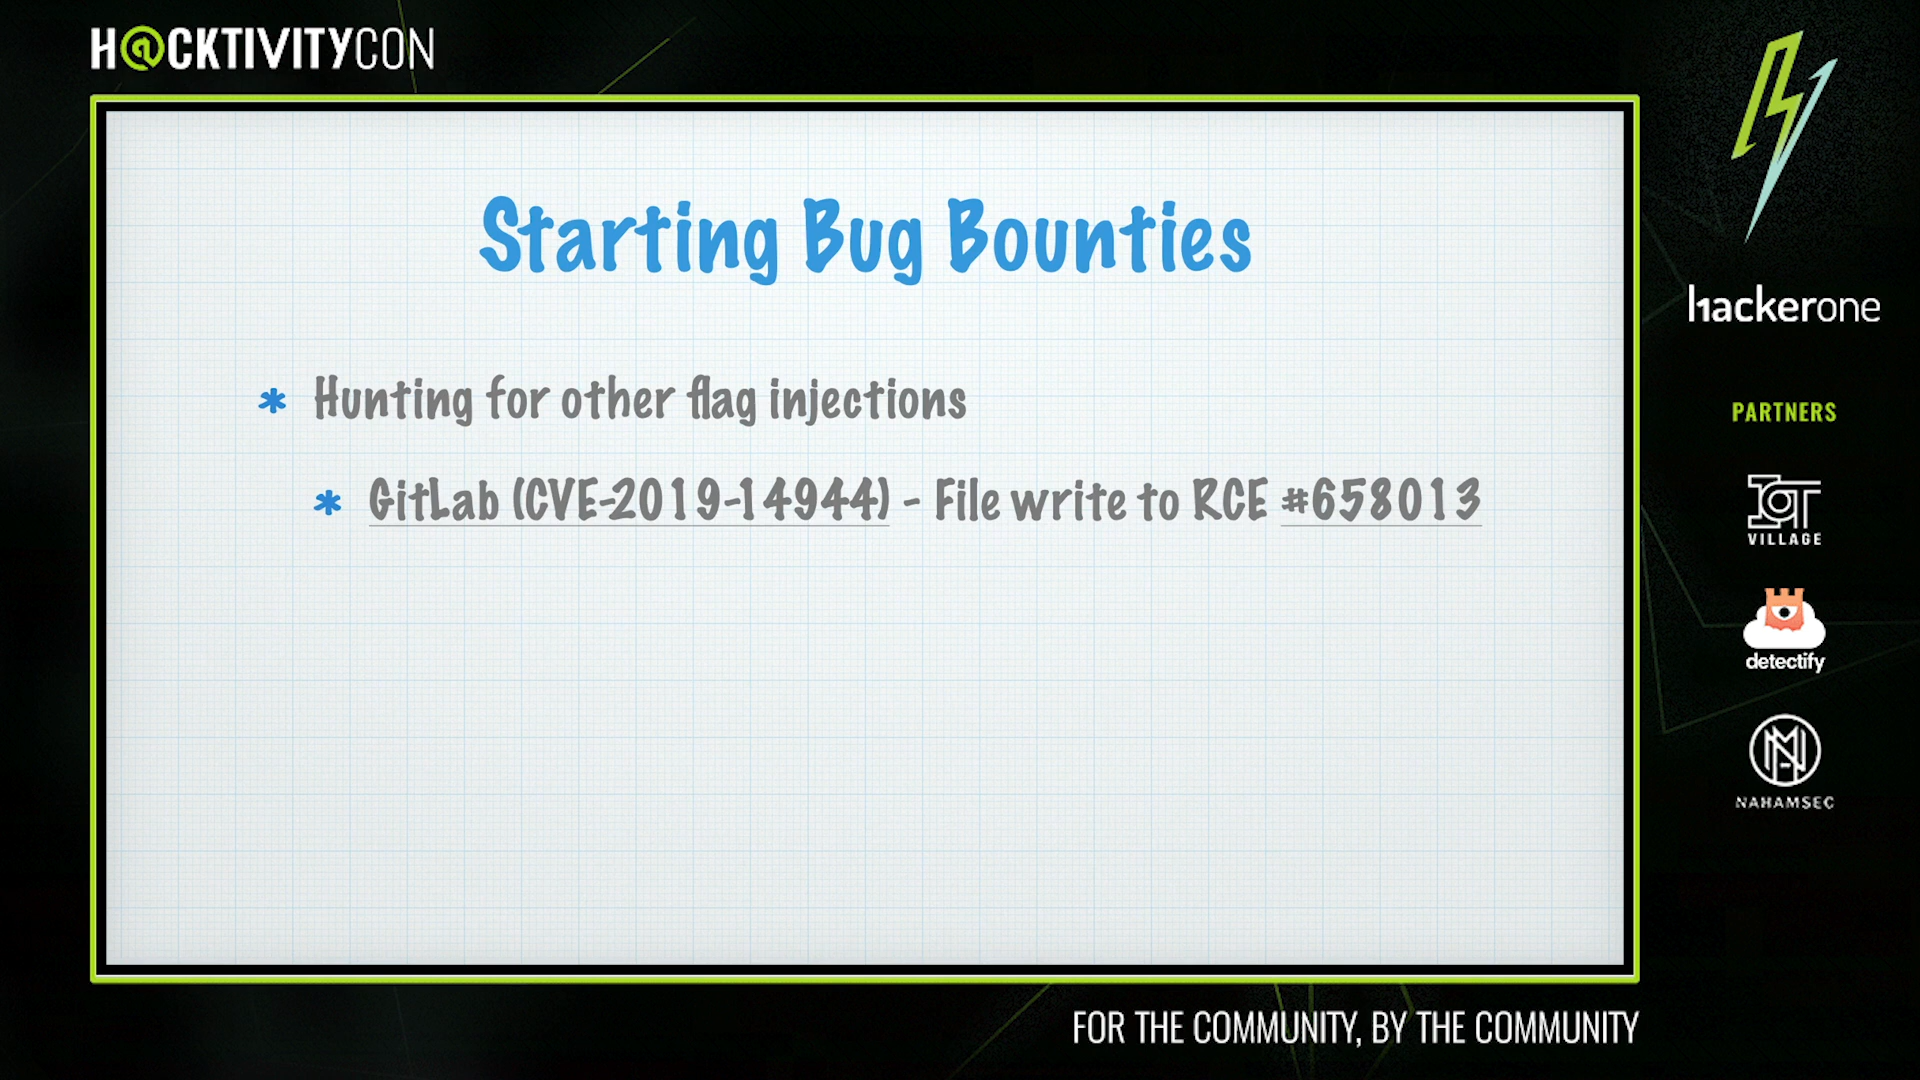 H@CKTIVITYCON
Starting Bug Bounties
* Hunting for other flag injections
* GitLab (CVE-2019-14944) - File write to RCE #658013
hackerone
PARTNERS
IOT
VILLAGE
detectify
NAHAMSEC
FOR THE COMMUNITY, BY THE COMMUNITY